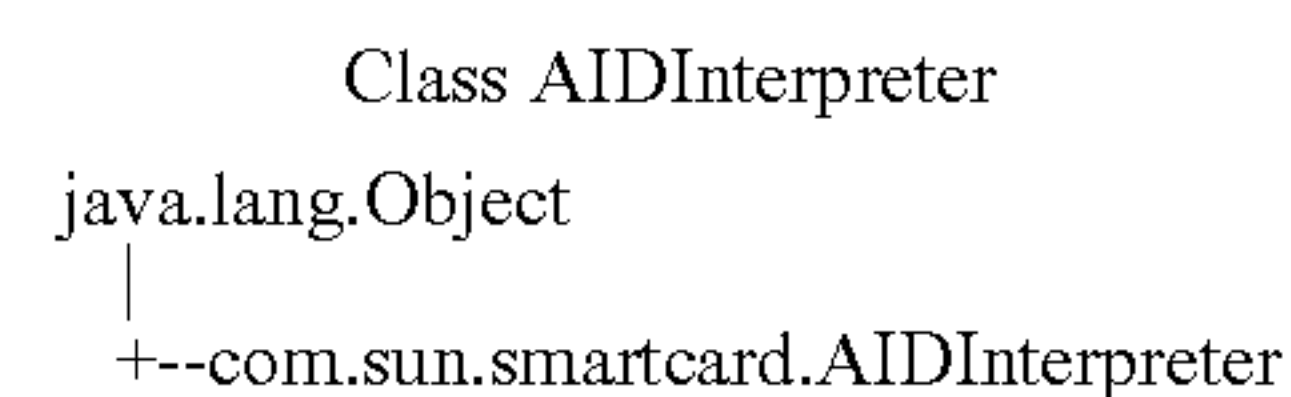 Class AIDInterpreter
java.lang.Object
|
+--com.sun.smartcard.AIDInterpreter